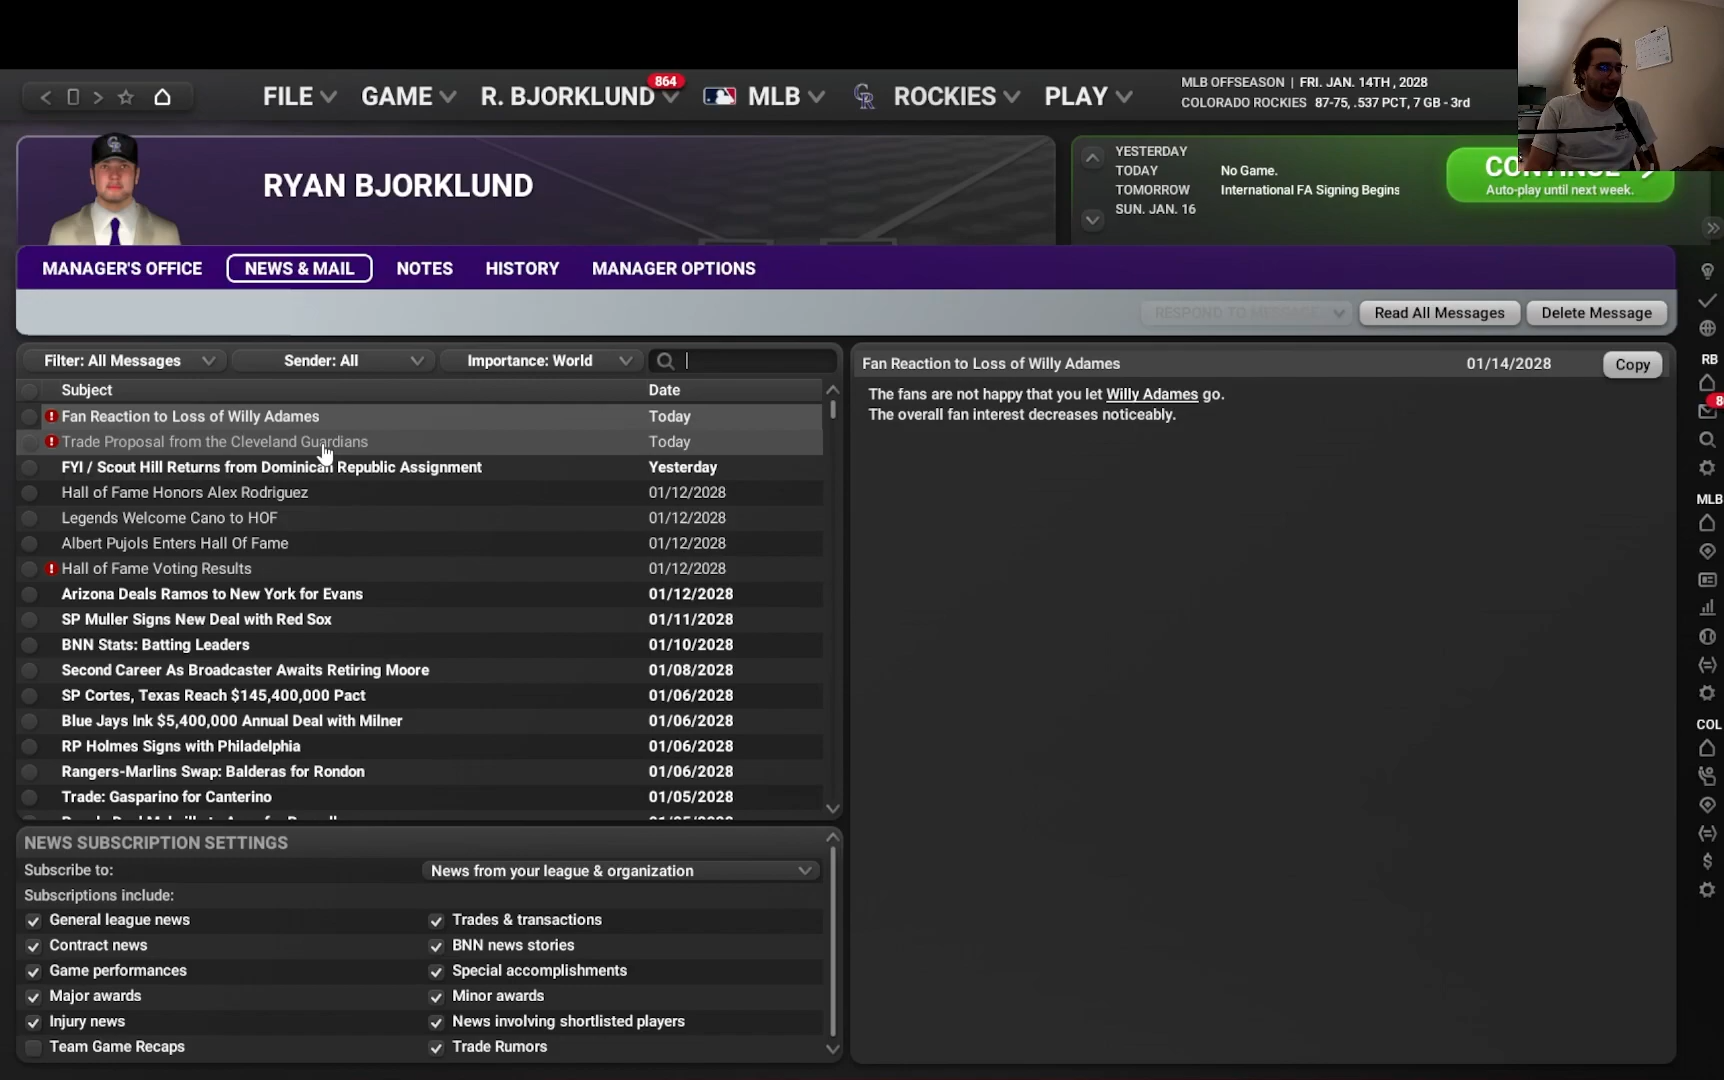 FILE
GAME
R. BJORKLUND
864
MLB
ROCKIES
PLAY
MLB OFFSEASON | FRI. JAN. 14TH , 2028
COLORADO ROCKIES 87-75, .537 PCT, 7 GB - 3rd
RYAN BJORKLUND
YESTERDAY
TODAY No Game.
TOMORROW International FA Signing Begins
SUN. JAN. 16
Auto-play until next week.
MANAGER'S OFFICE NEWS & MAIL NOTES HISTORY MANAGER OPTIONS
RESPOND TO MESSAGE Read All Messages Delete Message
Filter: All Messages Sender: All Importance: World
Subject Date
Fan Reaction to Loss of Willy Adames Today
Trade Proposal from the Cleveland Guardians Today
FYI / Scout Hill Returns from Dominican Republic Assignment Yesterday
Hall of Fame Honors Alex Rodriguez 01/12/2028
Legends Welcome Cano to HOF 01/12/2028
Albert Pujols Enters Hall Of Fame 01/12/2028
Hall of Fame Voting Results 01/12/2028
Arizona Deals Ramos to New York for Evans 01/12/2028
SP Muller Signs New Deal with Red Sox 01/11/2028
BNN Stats: Batting Leaders 01/10/2028
Second Career As Broadcaster Awaits Retiring Moore 01/08/2028
SP Cortes, Texas Reach $145,400,000 Pact 01/06/2028
Blue Jays Ink $5,400,000 Annual Deal with Milner 01/06/2028
RP Holmes Signs with Philadelphia 01/06/2028
Rangers-Marlins Swap: Balderas for Rondon 01/06/2028
Trade: Gasparino for Canterino 01/05/2028
Fan Reaction to Loss of Willy Adames 01/14/2028 Copy
The fans are not happy that you let Willy Adames go.
The overall fan interest decreases noticeably.
NEWS SUBSCRIPTION SETTINGS
Subscribe to: News from your league & organization
Subscriptions include:
General league news Trades & transactions
Contract news BNN news stories
Game performances Special accomplishments
Major awards Minor awards
Injury news News involving shortlisted players
Team Game Recaps Trade Rumors
RB
8
MLB
COL